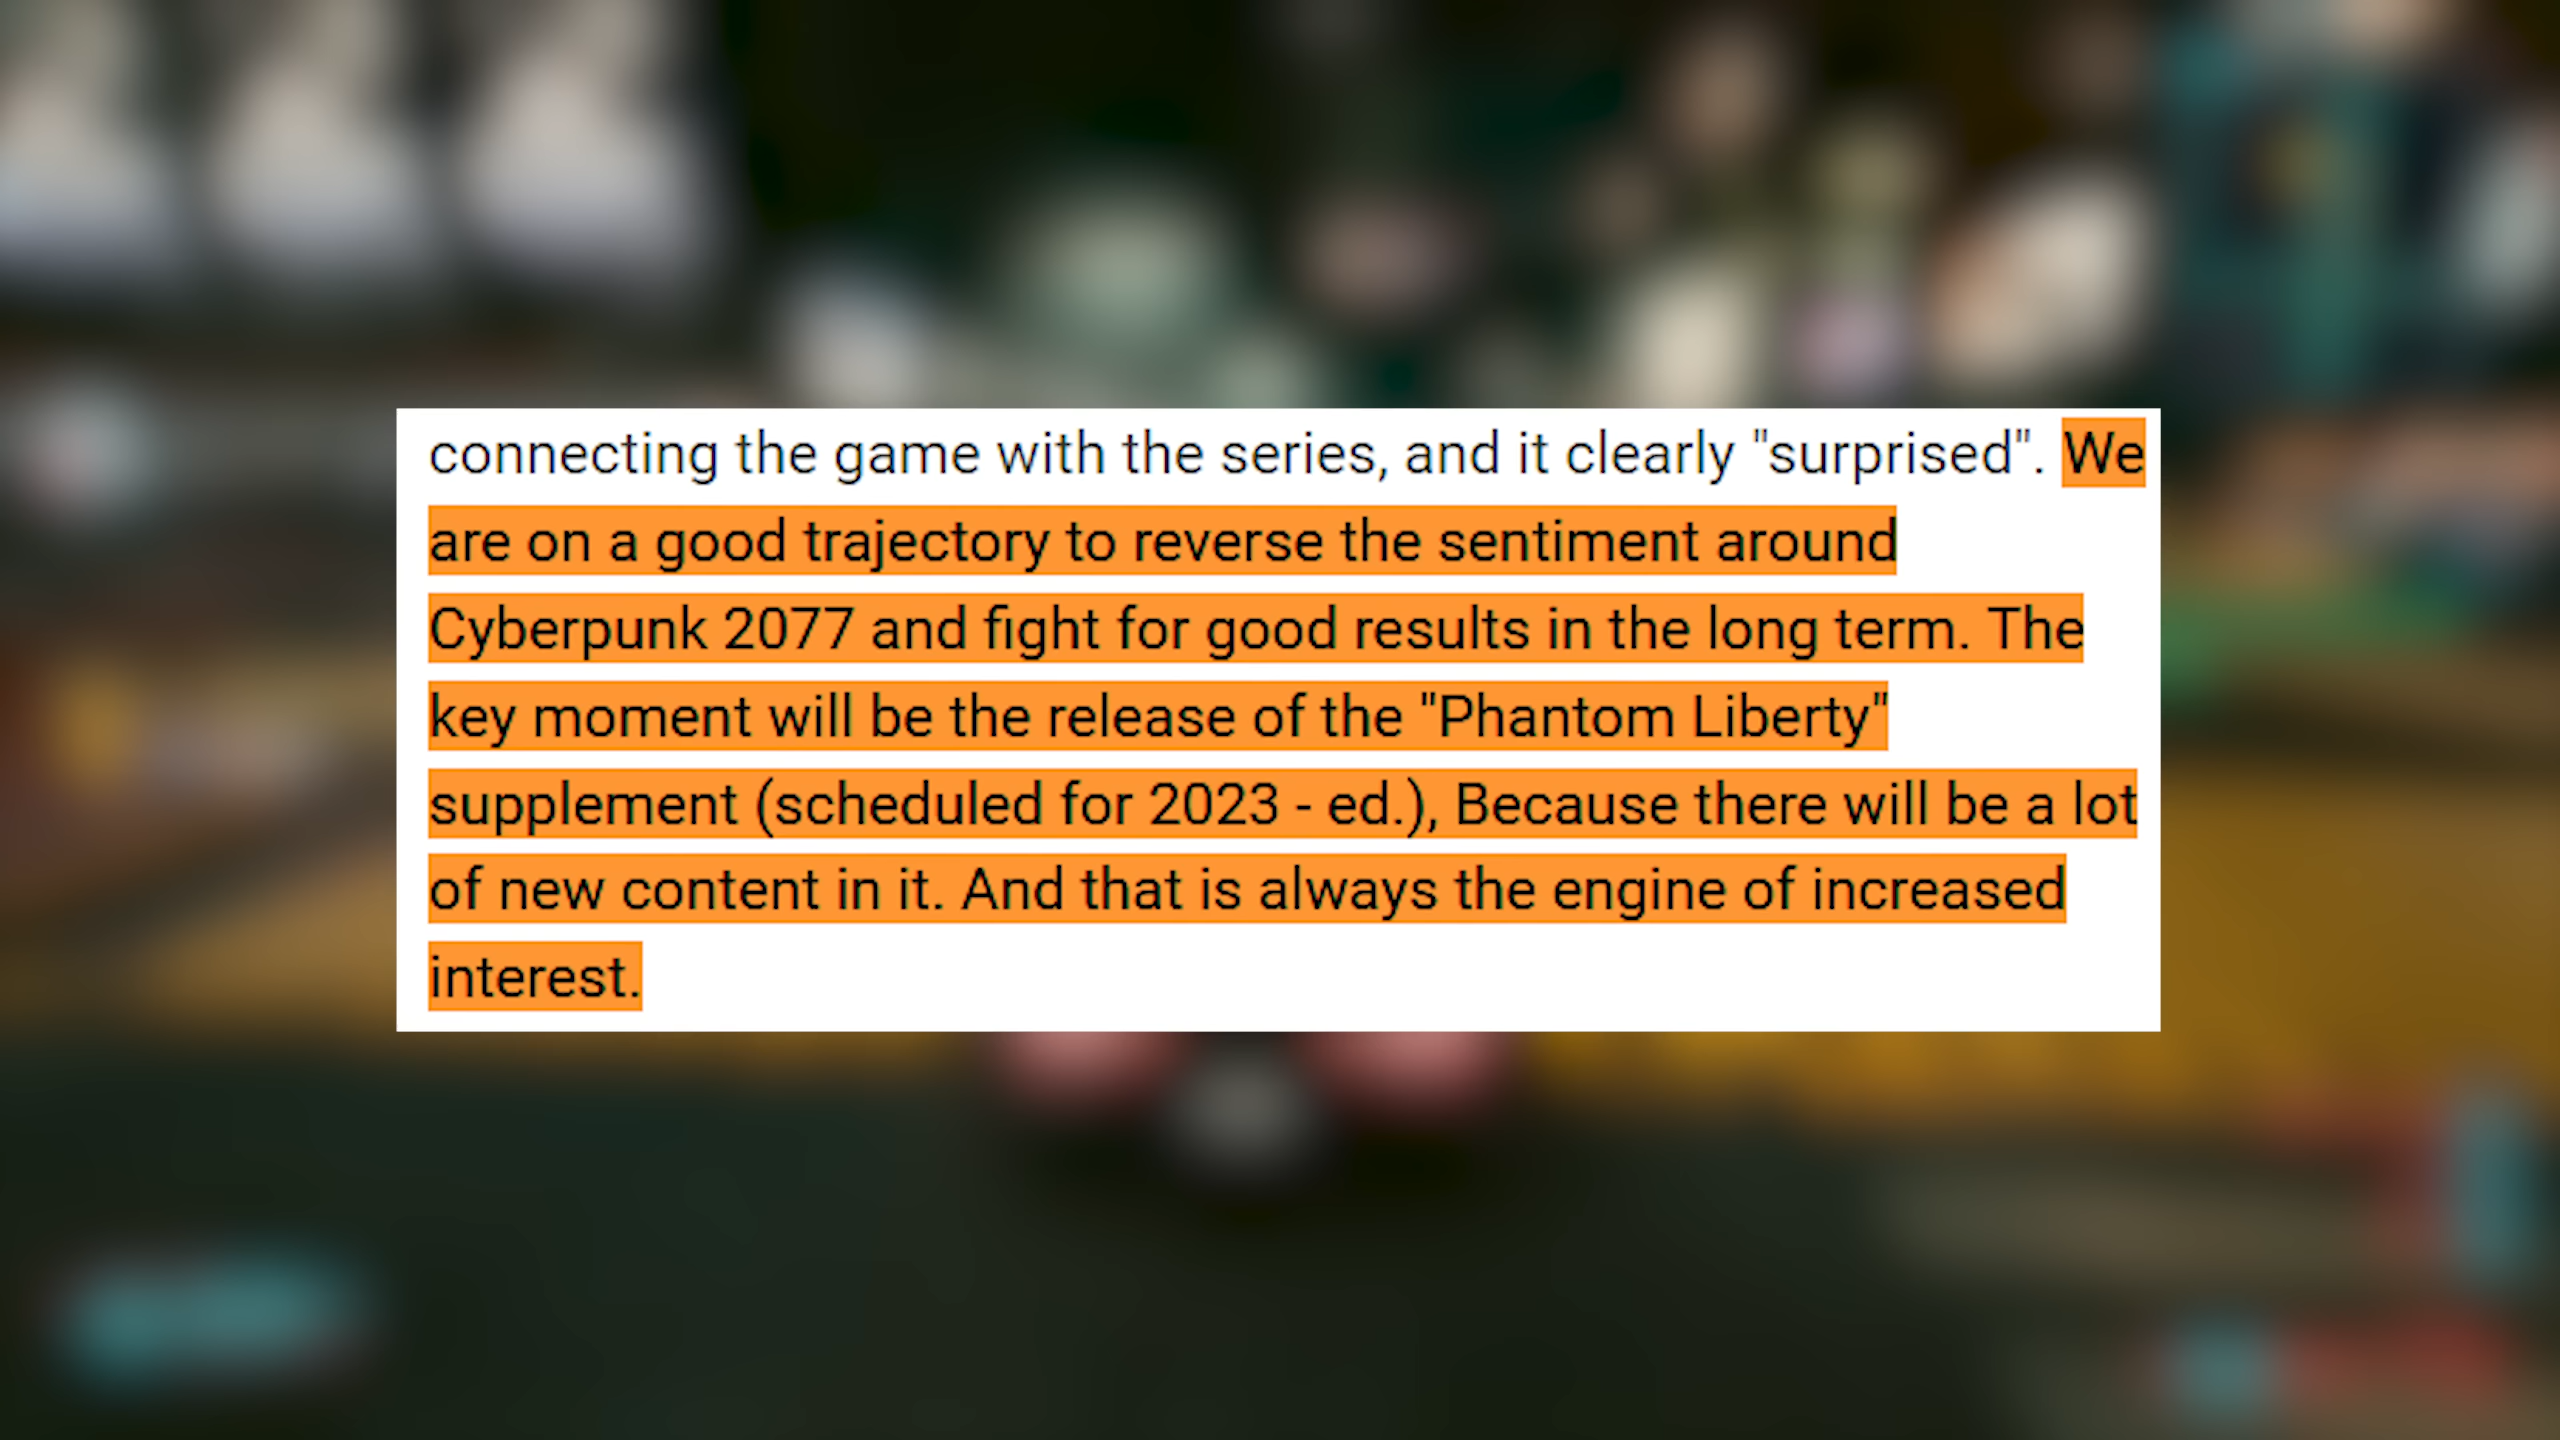 connecting the game with the series, and it clearly "surprised". We
are on a good trajectory to reverse the sentiment around
Cyberpunk 2077 and fight for good results in the long term. The
key moment will be the release of the "Phantom Liberty"
supplement (scheduled for 2023 - ed.), Because there will be a lot
of new content in it. And that is always the engine of increased
interest.